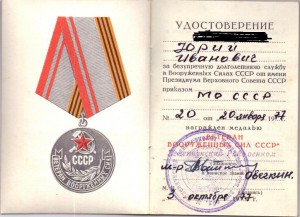 СССР
ВЕТЕРАН ВООРУЖЕННЫХ СИЛ
УДОСТОВЕРЕНИЕ
Юрий
Иванович
за безупречную долголетнюю службу
в Вооруженных Силах СССР от имени
Президиума Верховного Совета СССР
приказом
МО СССР
№ 20 от 20 января 1977
награжден медалью
„ВЕТЕРАН
ВООРУЖЕННЫХ СИЛ СССР"
м-р
3 октября 1977